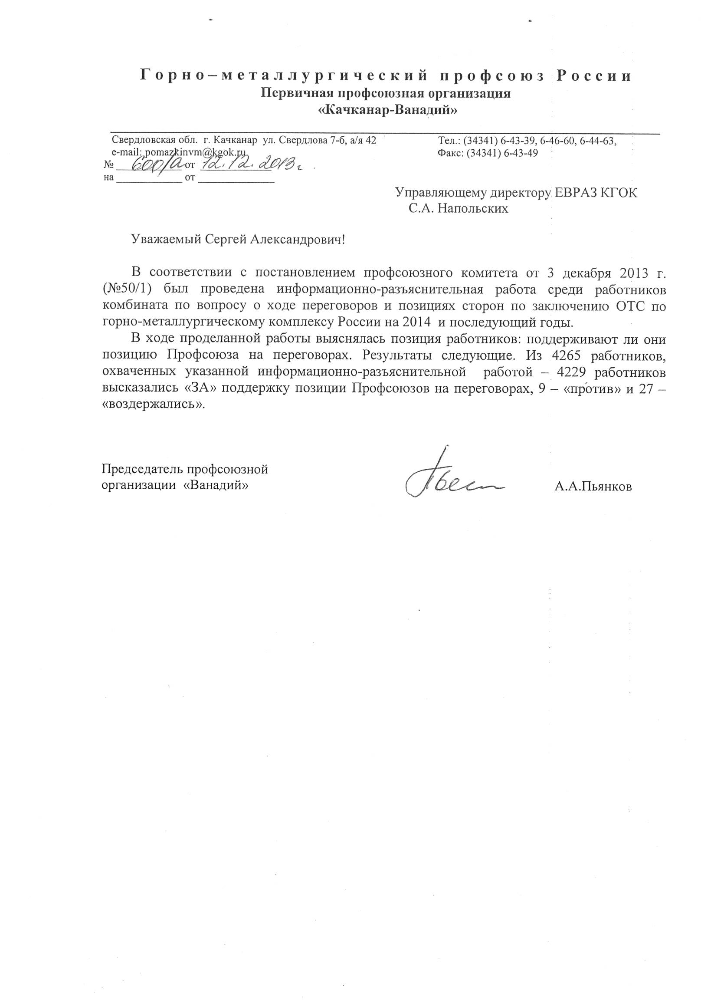 Горно–металлургический профсоюз России
Первичная профсоюзная организация
«Качканар-Ванадий»
Свердловская обл. г. Качканар ул. Свердлова 7-б, а/я 42
Тел.: (34341) 6-43-39, 6-46-60, 6-44-63,
e-mail: pomazkinvm@kgok.ru
Факс: (34341) 6-43-49
№ от 12.12.2013г
на от
Управляющему директору ЕВРАЗ КГОК
С.А. Напольских
Уважаемый Сергей Александрович!
В соответствии с постановлением профсоюзного комитета от 3 декабря 2013 г.
(№50/1) был проведена информационно-разъяснительная работа среди работников
комбината по вопросу о ходе переговоров и позициях сторон по заключению ОТС по
горно-металлургическому комплексу России на 2014 и последующий годы.
В ходе проделанной работы выяснялась позиция работников: поддерживают ли они
позицию Профсоюза на переговорах. Результаты следующие. Из 4265 работников,
охваченных указанной информационно-разъяснительной работой – 4229 работников
высказались «ЗА» поддержку позиции Профсоюзов на переговорах, 9 – «против» и 27 –
«воздержались».
Председатель профсоюзной
организации «Ванадий»
А.А.Пьянков